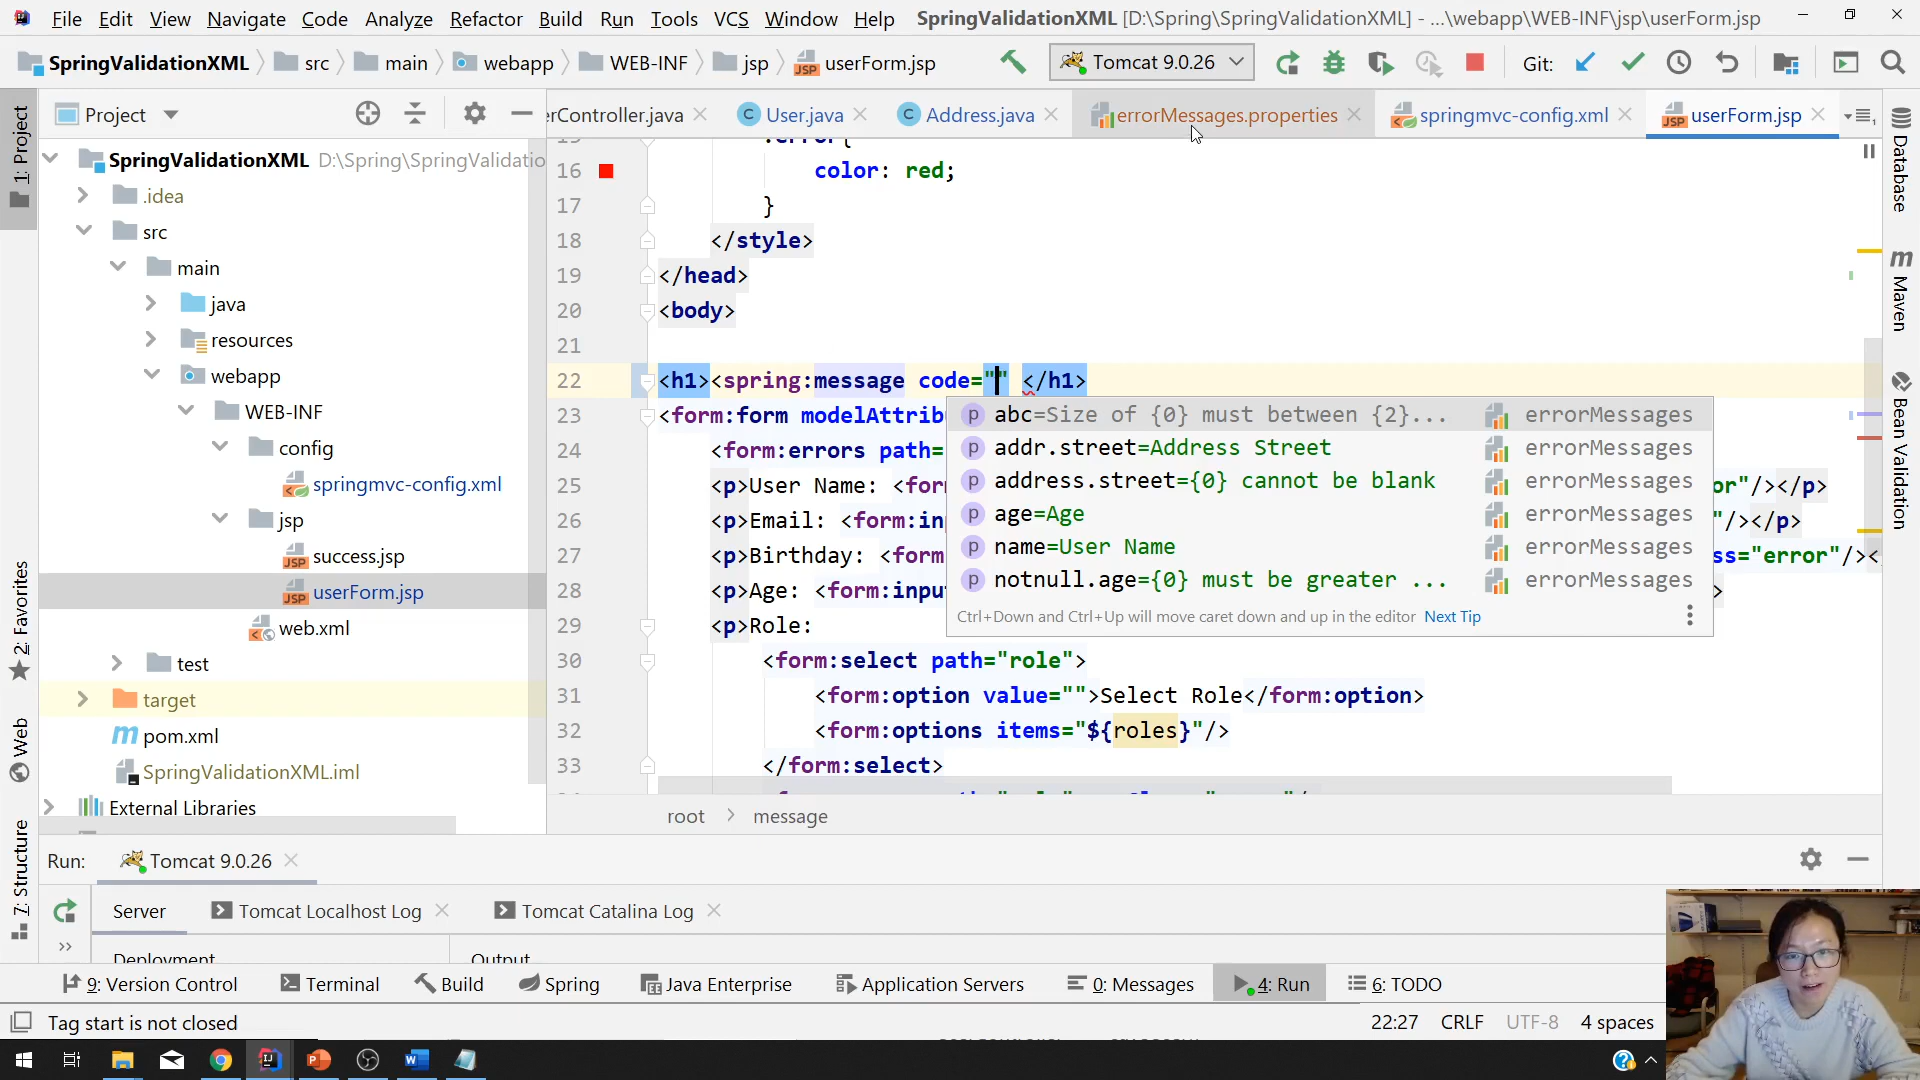 File Edit View Navigate Code Analyze Refactor Build Run Tools VCS Window Help SpringValidationXML [D:\Spring\SpringValidationXML] - ...\webapp\WEB-INF\jsp\userForm.jsp
SpringValidationXML src main webapp WEB-INF jsp userForm.jsp Tomcat 9.0.26 Git:
Project erController.java User.java Address.java errorMessages.properties springmvc-config.xml userForm.jsp
1: Project
2: Favorites
Web
7: Structure
SpringValidationXML D:\Spring\SpringValidatio
.idea
src
main
java
resources
webapp
WEB-INF
config
springmvc-config.xml
jsp
success.jsp
userForm.jsp
web.xml
test
target
pom.xml
SpringValidationXML.iml
External Libraries
15 .error{
16 color: red;
17 }
18 </style>
19 </head>
20 <body>
21
22 <h1><spring:message code="" </h1>
23 <form:form modelAttrib
24 <form:errors path=
25 <p>User Name: <for or"/></p>
26 <p>Email: <form:in "/></p>
27 <p>Birthday: <form ss="error"/><
28 <p>Age: <form:inpu >
29 <p>Role:
30 <form:select path="role">
31 <form:option value="">Select Role</form:option>
32 <form:options items="${roles}"/>
33 </form:select>
abc=Size of {0} must between {2}... errorMessages
addr.street=Address Street errorMessages
address.street={0} cannot be blank errorMessages
age=Age errorMessages
name=User Name errorMessages
notnull.age={0} must be greater ... errorMessages
Ctrl+Down and Ctrl+Up will move caret down and up in the editor Next Tip
root message
Database
Maven
Bean Validation
Run: Tomcat 9.0.26
Server Tomcat Localhost Log Tomcat Catalina Log
Deployment Output
9: Version Control Terminal Build Spring Java Enterprise Application Servers 0: Messages 4: Run 6: TODO
Tag start is not closed 22:27 CRLF UTF-8 4 spaces